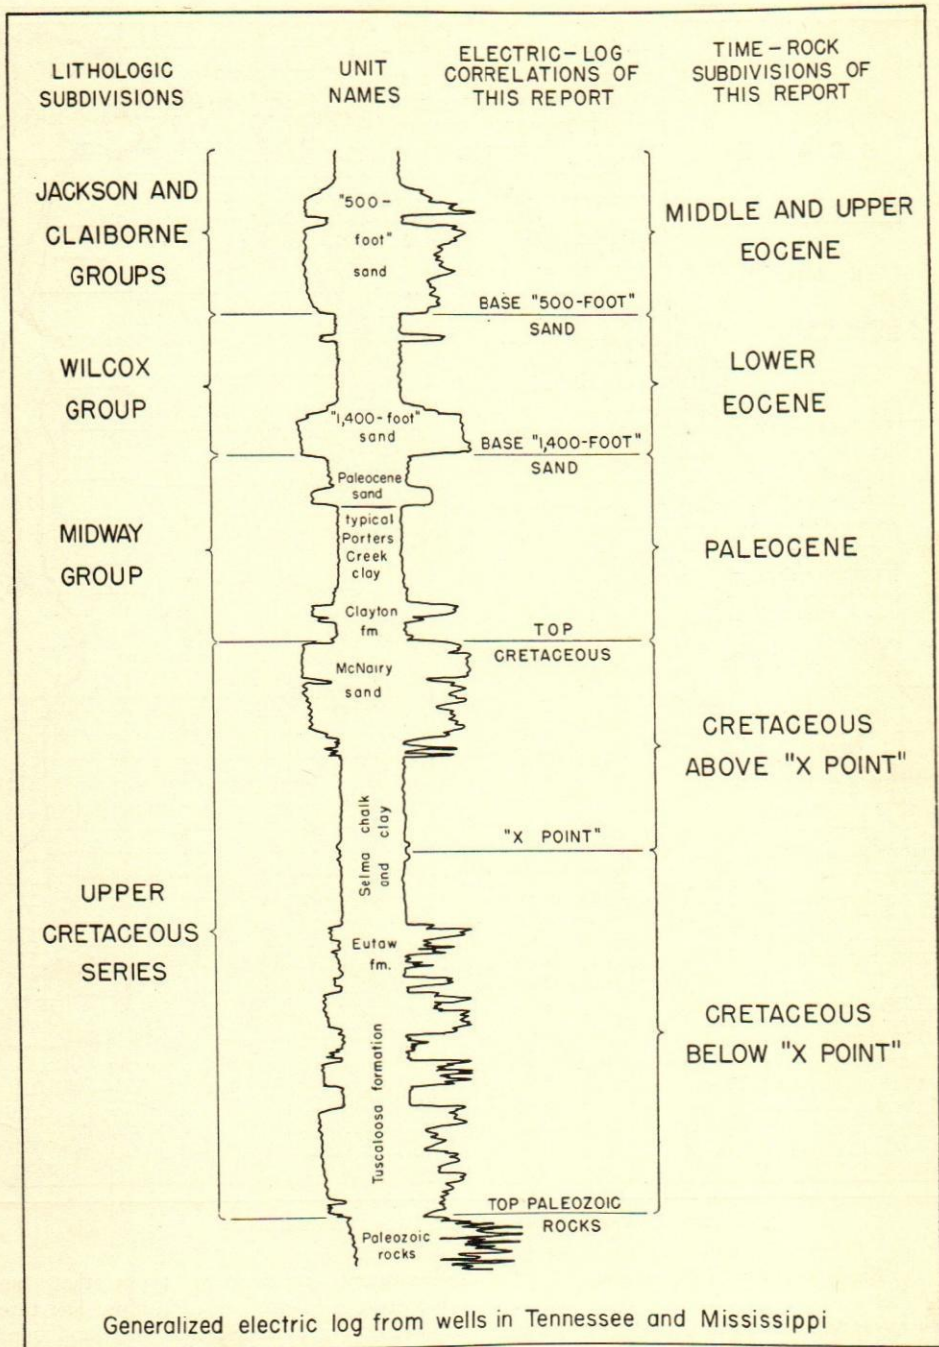 LITHOLOGIC
SUBDIVISIONS
UNIT
NAMES
ELECTRIC-LOG
CORRELATIONS OF
THIS REPORT
TIME-ROCK
SUBDIVISIONS OF
THIS REPORT
JACKSON AND
CLAIBORNE
GROUPS
"500-
foot"
sand
MIDDLE AND UPPER
EOCENE
BASE "500-FOOT"
SAND
WILCOX
GROUP
LOWER
EOCENE
"1,400-foot"
sand
BASE "1,400-FOOT"
SAND
MIDWAY
GROUP
Paleocene
sand
typical
Porters
Creek
clay
Clayton
fm
PALEOCENE
TOP
CRETACEOUS
McNairy
sand
CRETACEOUS
ABOVE "X POINT"
Selma chalk
and clay
"X POINT"
UPPER
CRETACEOUS
SERIES
Eutaw
fm.
Tuscaloosa formation
CRETACEOUS
BELOW "X POINT"
TOP PALEOZOIC
ROCKS
Paleozoic
rocks
Generalized electric log from wells in Tennessee and Mississippi